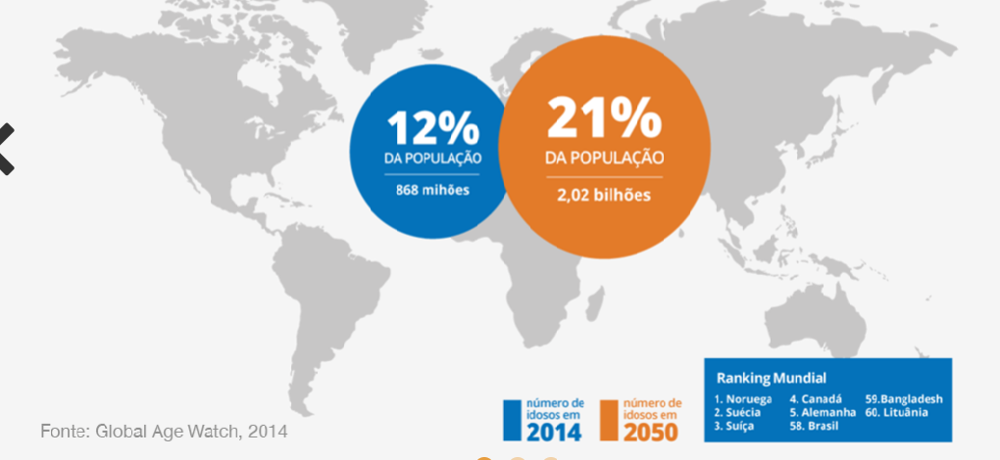 12%
DA POPULAÇÃO
868 mihões
21%
DA POPULAÇÃO
2,02 bilhões
número de
idosos em
2014
número de
idosos em
2050
Ranking Mundial
1. Noruega 4. Canadá 59.Bangladesh
2. Suécia 5. Alemanha 60. Lituânia
3. Suíça 58. Brasil
Fonte: Global Age Watch, 2014